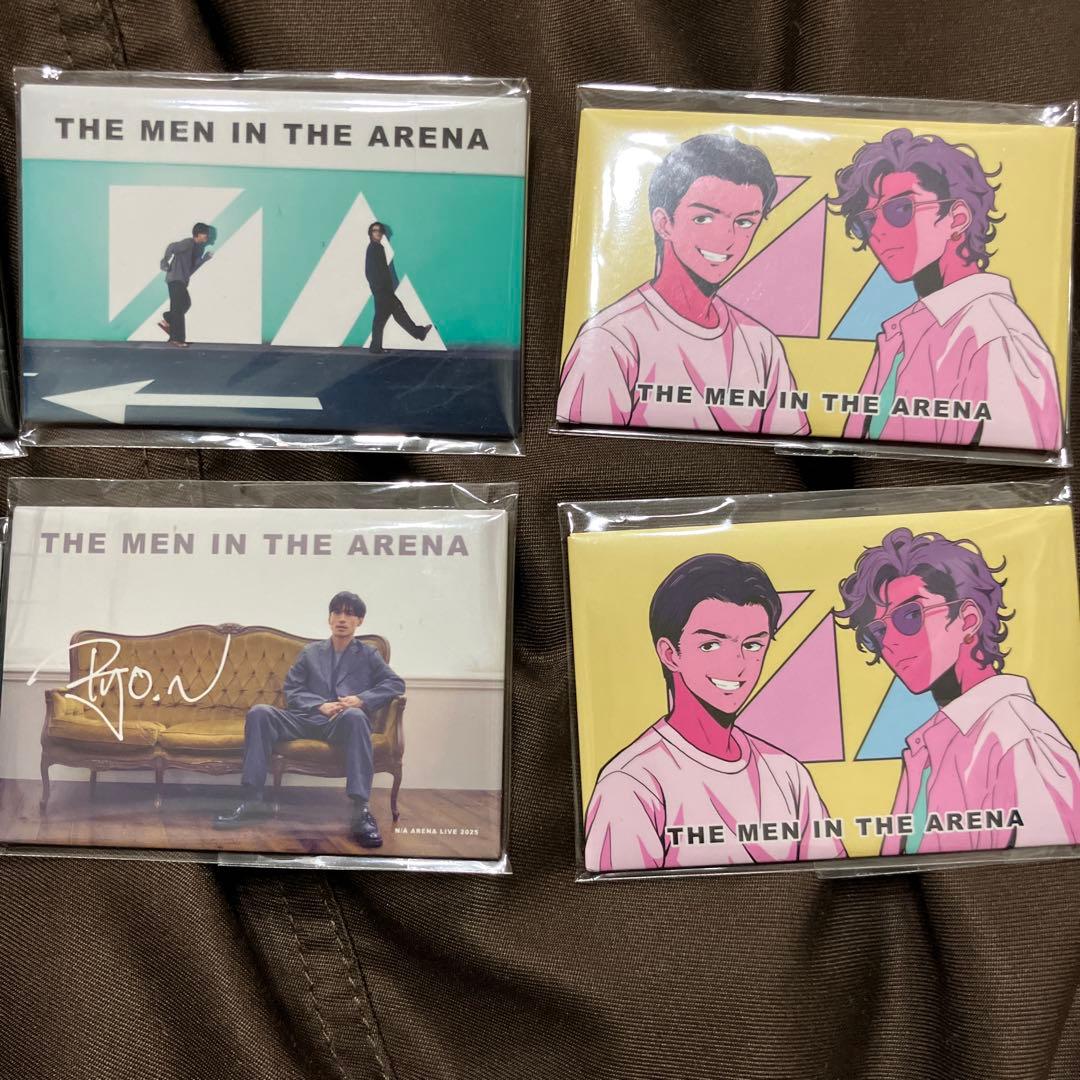 THE MEN IN THE ARENA
THE MEN IN THE ARENA
THE MEN IN THE ARENA
Ryo.N
N/A ARENA LIVE 2025
THE MEN IN THE ARENA